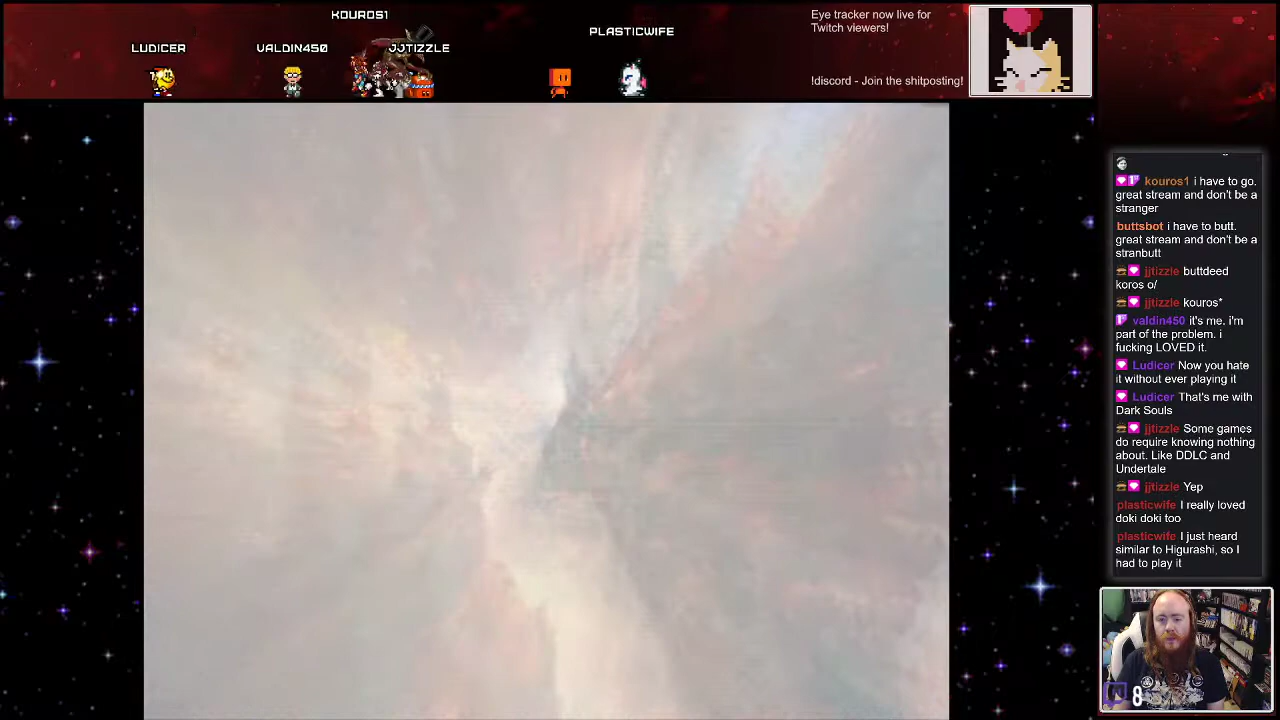 KOUROS1
LUDICER
VALDIN450
JJTIZZLE
PLASTICWIFE
Eye tracker now live for
Twitch viewers!
!discord - Join the shitposting!
kouros1 i have to go.
great stream and don't be a
stranger
buttsbot i have to butt.
great stream and don't be a
stranbutt
jjtizzle buttdeed
koros o/
jjtizzle kouros*
valdin450 it's me. i'm
part of the problem. i
fucking LOVED it.
Ludicer Now you hate
it without ever playing it
Ludicer That's me with
Dark Souls
jjtizzle Some games
do require knowing nothing
about. Like DDLC and
Undertale
jjtizzle Yep
plasticwife I really loved
doki doki too
plasticwife I just heard
similar to Higurashi, so I
had to play it
8